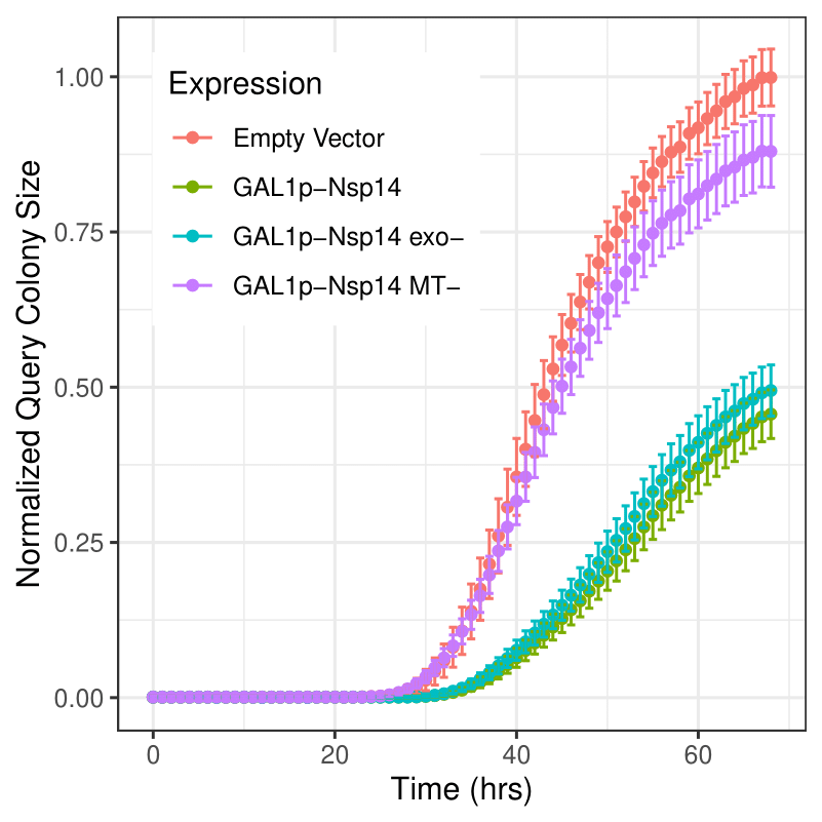 Expression
Empty Vector
GAL1p−Nsp14
GAL1p−Nsp14 exo−
GAL1p−Nsp14 MT−
Normalized Query Colony Size
1.00
0.75
0.50
0.25
0.00
0 20 40 60
Time (hrs)